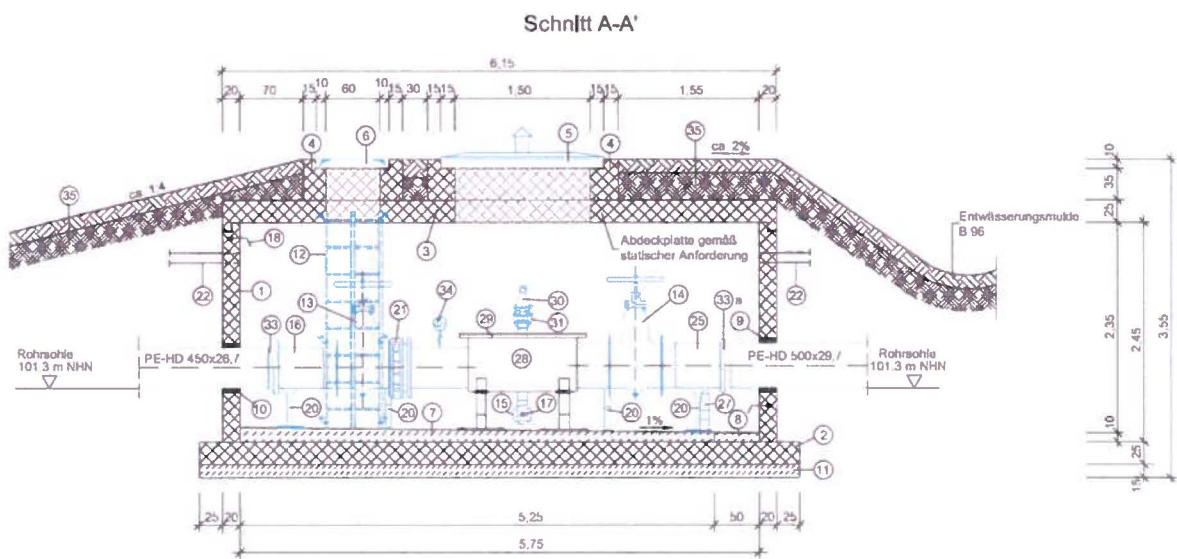 Schnitt A-A'
6,15
20 70 15 10 60 10 15 30 15 15 1,50 15 15 1,55 20
4 6 5 4 35
ca. 2%
ca. 1:4
35
Entwässerungsmulde
B 96
18 12 3
Abdeckplatte gemäß
statischer Anforderung
22 1 13 34 30 14 22
33 16 21 29 31 25 33 a 9
Rohrsohle
101.3 m NHN
PE-HD 450x26,7
28
PE-HD 500x29,7
Rohrsohle
101.3 m NHN
10 20 20 7 15 17 20 20 27 8
1%
2
11
25 20 5,25 50 20 25
5,75
10
35
25
2,35
2,45
3,55
10
25
15